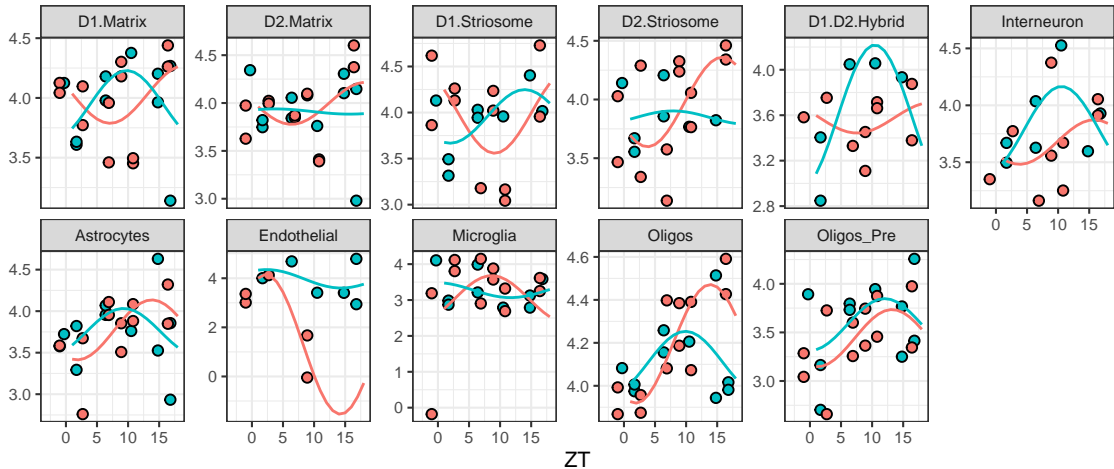 D1.Matrix D2.Matrix D1.Striosome D2.Striosome D1.D2.Hybrid Interneuron
4.5 4.5 4.5 4.5 4.5
4.0 4.0 4.0 4.0 4.0 4.0
3.5 3.5 3.5 3.5 3.6 3.5
3.0 3.0 3.2
2.8
0 5 10 15
Astrocytes Endothelial Microglia Oligos Oligos_Pre
4.5 4 4 4.6 4.0
4.0 3 4.4 3.5
3.5 2 2 4.2 3.0
3.0 0 1 4.0
0
0 5 10 15 0 5 10 15 0 5 10 15 0 5 10 15 0 5 10 15
ZT